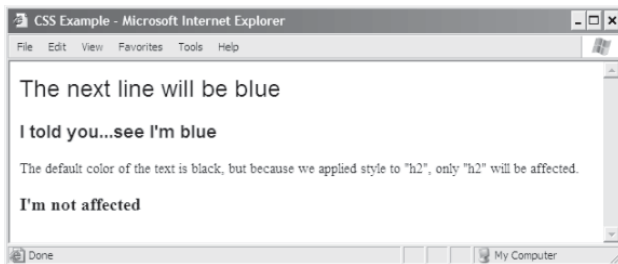 CSS Example - Microsoft Internet Explorer
File Edit View Favorites Tools Help
The next line will be blue
I told you...see I'm blue
The default color of the text is black, but because we applied style to "h2", only "h2" will be affected.
I'm not affected
Done
My Computer